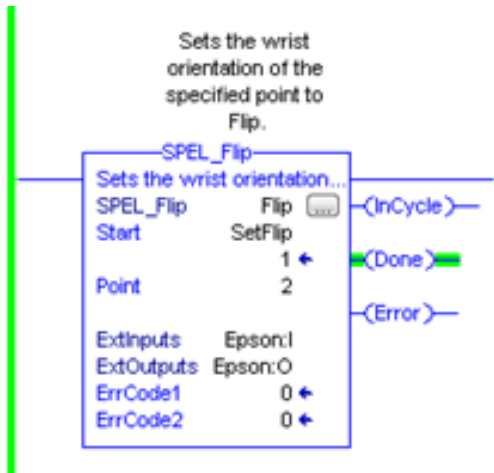 Sets the wrist
orientation of the
specified point to
Flip.
SPEL_Flip
Sets the wrist orientation...
SPEL_Flip Flip ... (InCycle)
Start SetFlip
1 (Done)
Point 2
(Error)
ExtInputs Epson:I
ExtOutputs Epson:O
ErrCode1 0
ErrCode2 0